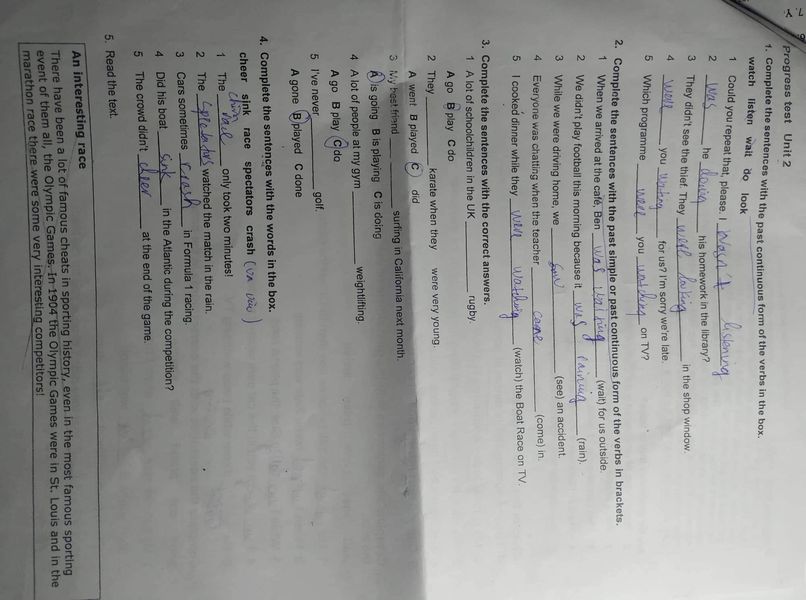 Progress test Unit 2
1. Complete the sentences with the past continuous form of the verbs in the box.
watch listen wait do look
1 Could you repeat that, please. I wasn't listening
2 was he doing his homework in the library?
3 They didn't see the thief. They were looking in the shop window.
4 were you waiting for us? I'm sorry we're late.
5 Which programme were you watching on TV?
2. Complete the sentences with the past simple or past continuous form of the verbs in brackets.
1 When we arrived at the café, Ben was waiting (wait) for us outside.
2 We didn't play football this morning because it was raining (rain).
3 While we were driving home, we saw (see) an accident.
4 Everyone was chatting when the teacher came (come) in.
5 I cooked dinner while they were watching (watch) the Boat Race on TV.
3. Complete the sentences with the correct answers.
1 A lot of schoolchildren in the UK ______ rugby.
A go B play C do
2 They ______ karate when they were very young.
A went B played C did
3 My best friend ______ surfing in California next month.
A is going B is playing C is doing
4 A lot of people at my gym ______ weightlifting.
A go B play C do
5 I've never ______ golf.
A gone B played C done
4. Complete the sentences with the words in the box.
cheer sink race spectators crash
1 The race only took two minutes!
2 The spectators watched the match in the rain.
3 Cars sometimes crash in Formula 1 racing.
4 Did his boat sink in the Atlantic during the competition?
5 The crowd didn't cheer at the end of the game.
5. Read the text.
An interesting race
There have been a lot of famous cheats in sporting history, even in the most famous sporting
event of them all, the Olympic Games. In 1904 the Olympic Games were in St. Louis and in the
marathon race there were some very interesting competitors!